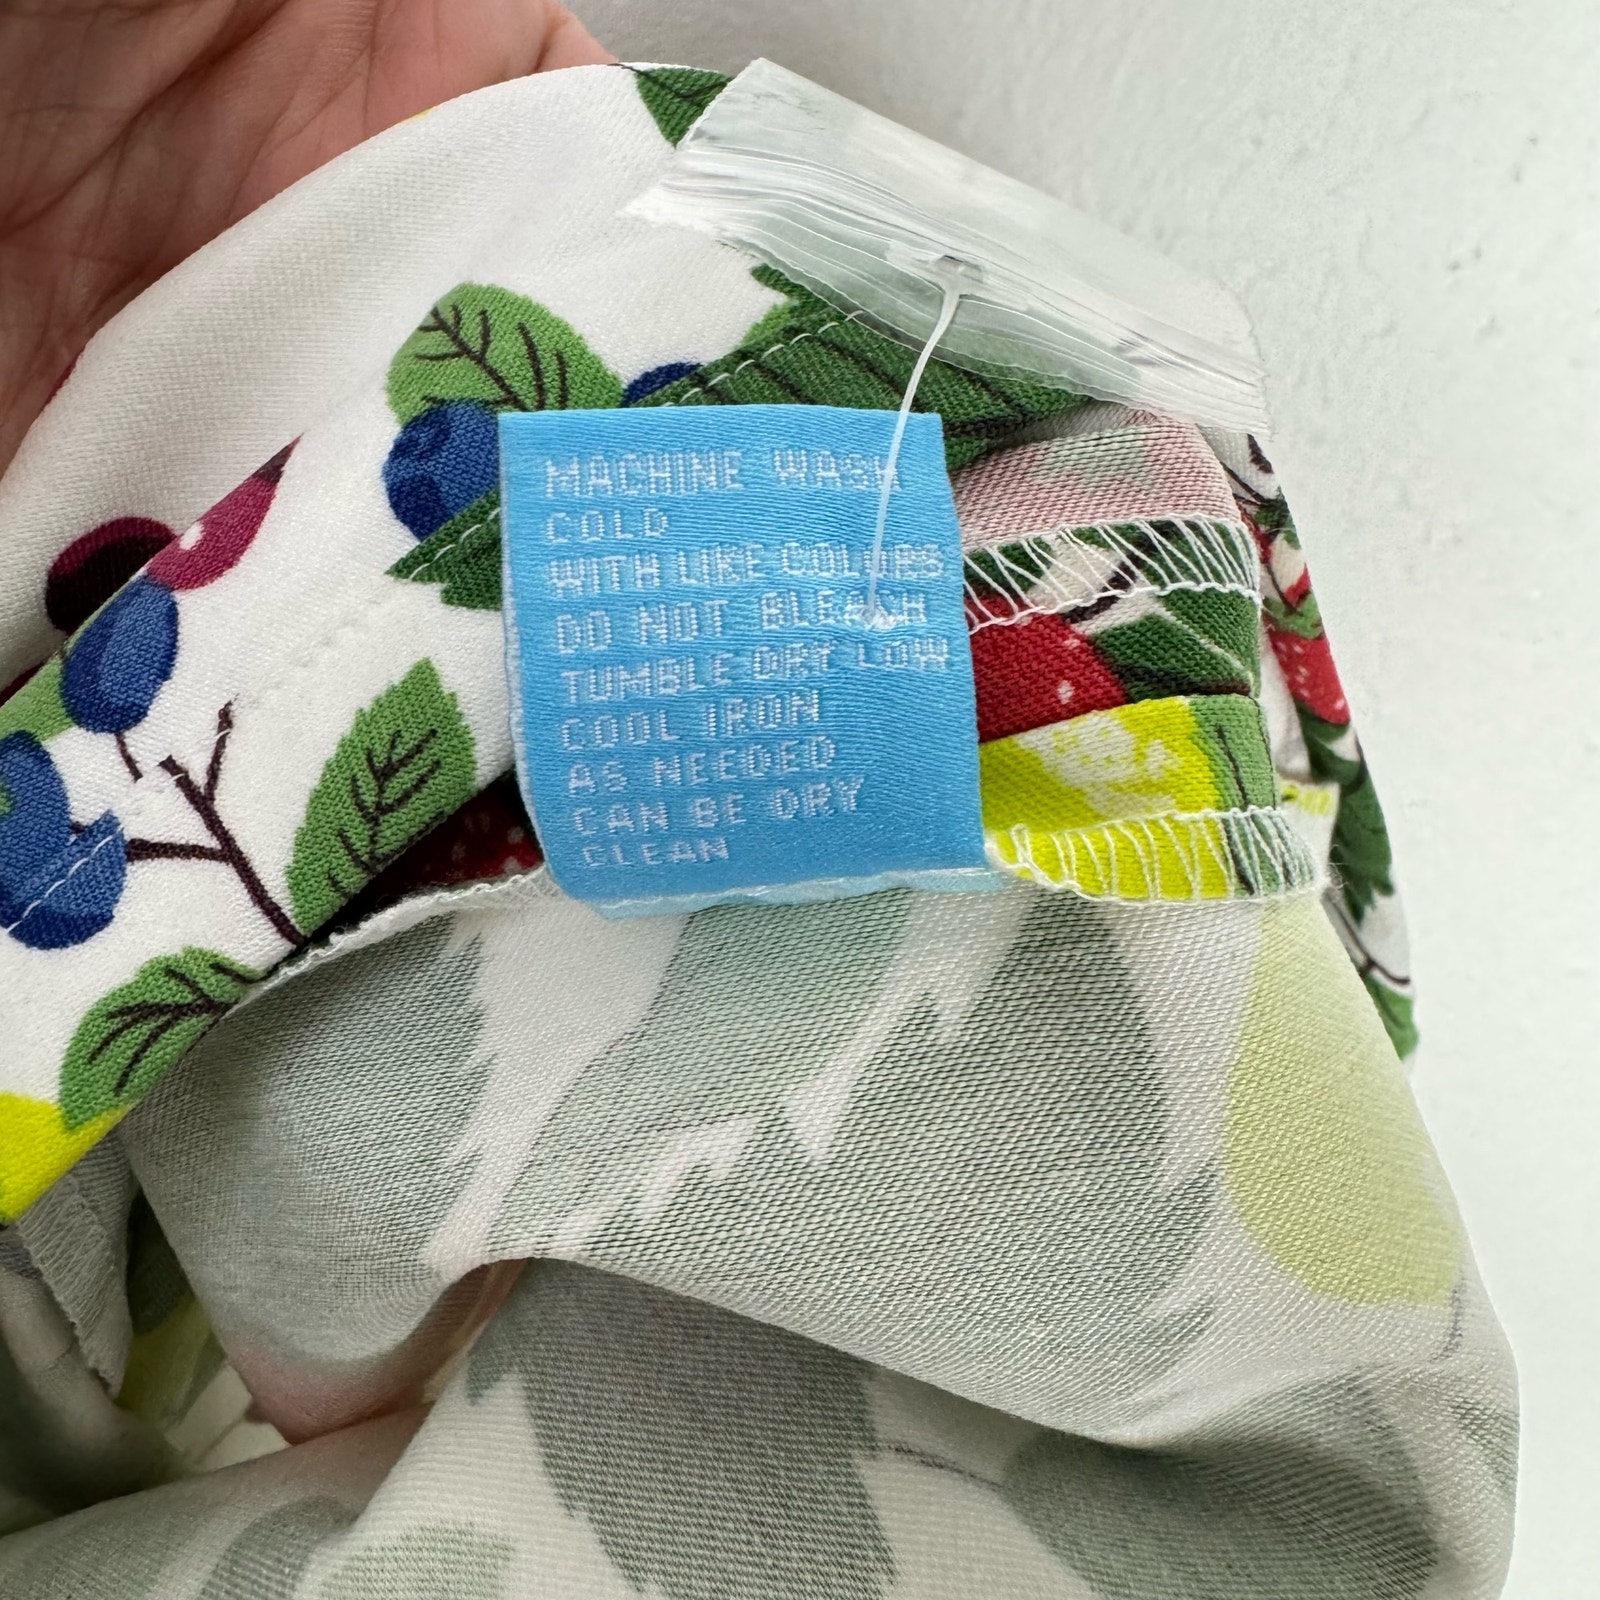 MACHINE WASH
COLD
WITH LIKE COLORS
DO NOT BLEACH
TUMBLE DRY LOW
COOL IRON
AS NEEDED
CAN BE DRY
CLEAN